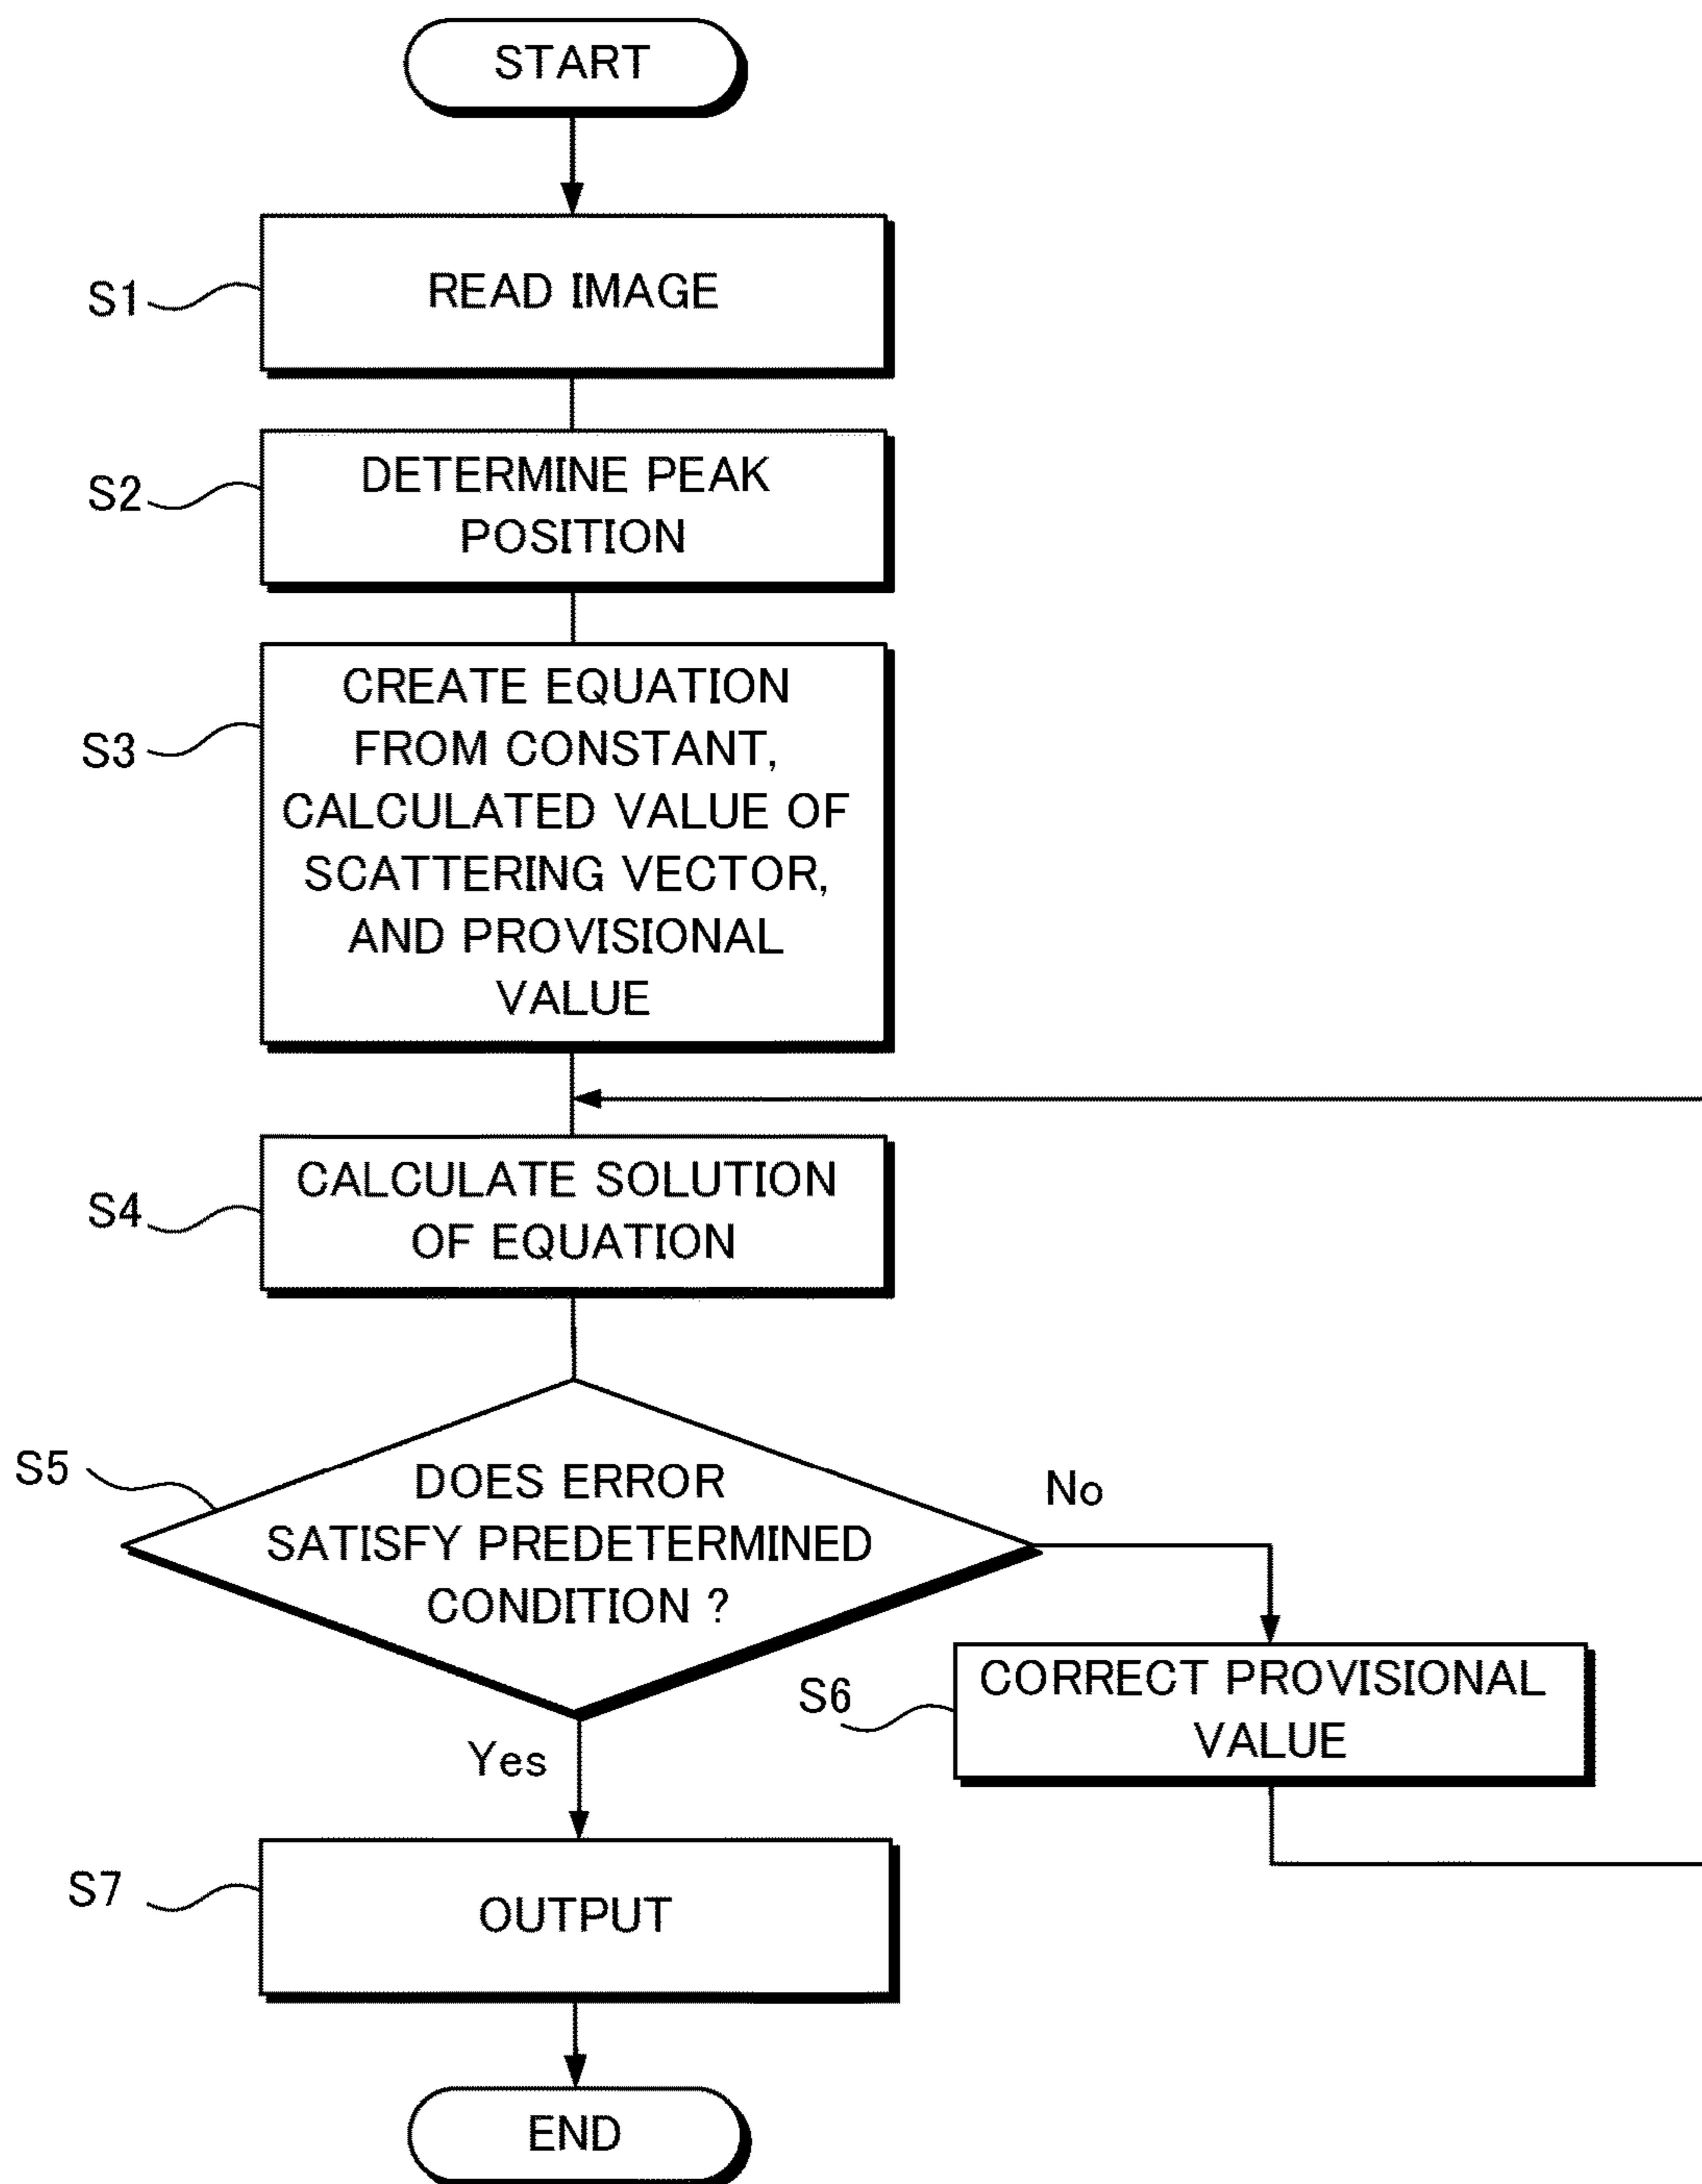 START
S1
READ IMAGE
S2
DETERMINE PEAK
POSITION
S3
CREATE EQUATION
FROM CONSTANT,
CALCULATED VALUE OF
SCATTERING VECTOR,
AND PROVISIONAL
VALUE
S4
CALCULATE SOLUTION
OF EQUATION
S5
DOES ERROR
SATISFY PREDETERMINED
CONDITION ?
No
S6
CORRECT PROVISIONAL
VALUE
Yes
S7
OUTPUT
END